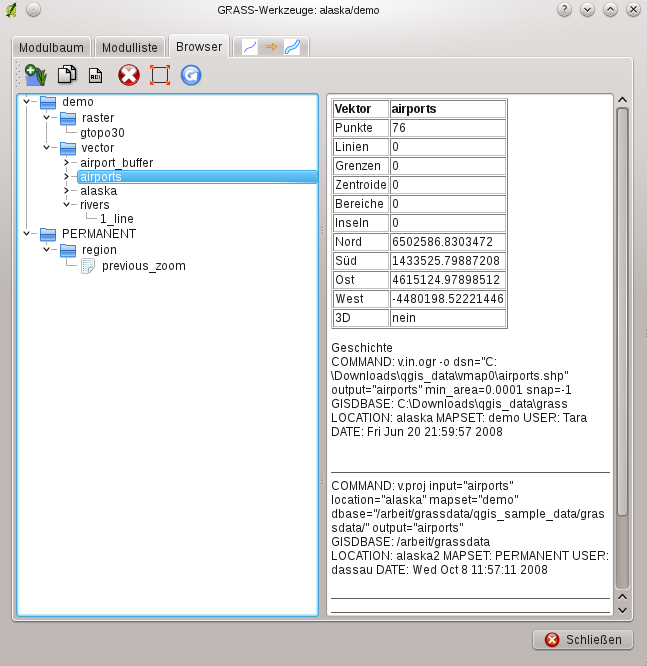 GRASS-Werkzeuge: alaska/demo
Modulbaum
Modulliste
Browser
demo
raster
gtopo30
vector
airport_buffer
airports
alaska
rivers
1_line
PERMANENT
region
previous_zoom
Vektor airports
Punkte 76
Linien 0
Grenzen 0
Zentroide 0
Bereiche 0
Inseln 0
Nord 6502586.8303472
Süd 1433525.79887208
Ost 4615124.97898512
West -4480198.52221446
3D nein
Geschichte
COMMAND: v.in.ogr -o dsn="C:
\Downloads\qgis_data\vmap0\airports.shp"
output="airports" min_area=0.0001 snap=-1
GISDBASE: C:\Downloads\qgis_data\grass
LOCATION: alaska MAPSET: demo USER: Tara
DATE: Fri Jun 20 21:59:57 2008
COMMAND: v.proj input="airports"
location="alaska" mapset="demo"
dbase="/arbeit/grassdata/qgis_sample_data/gras
sdata/" output="airports"
GISDBASE: /arbeit/grassdata
LOCATION: alaska2 MAPSET: PERMANENT USER:
dassau DATE: Wed Oct 8 11:57:11 2008
Schließen